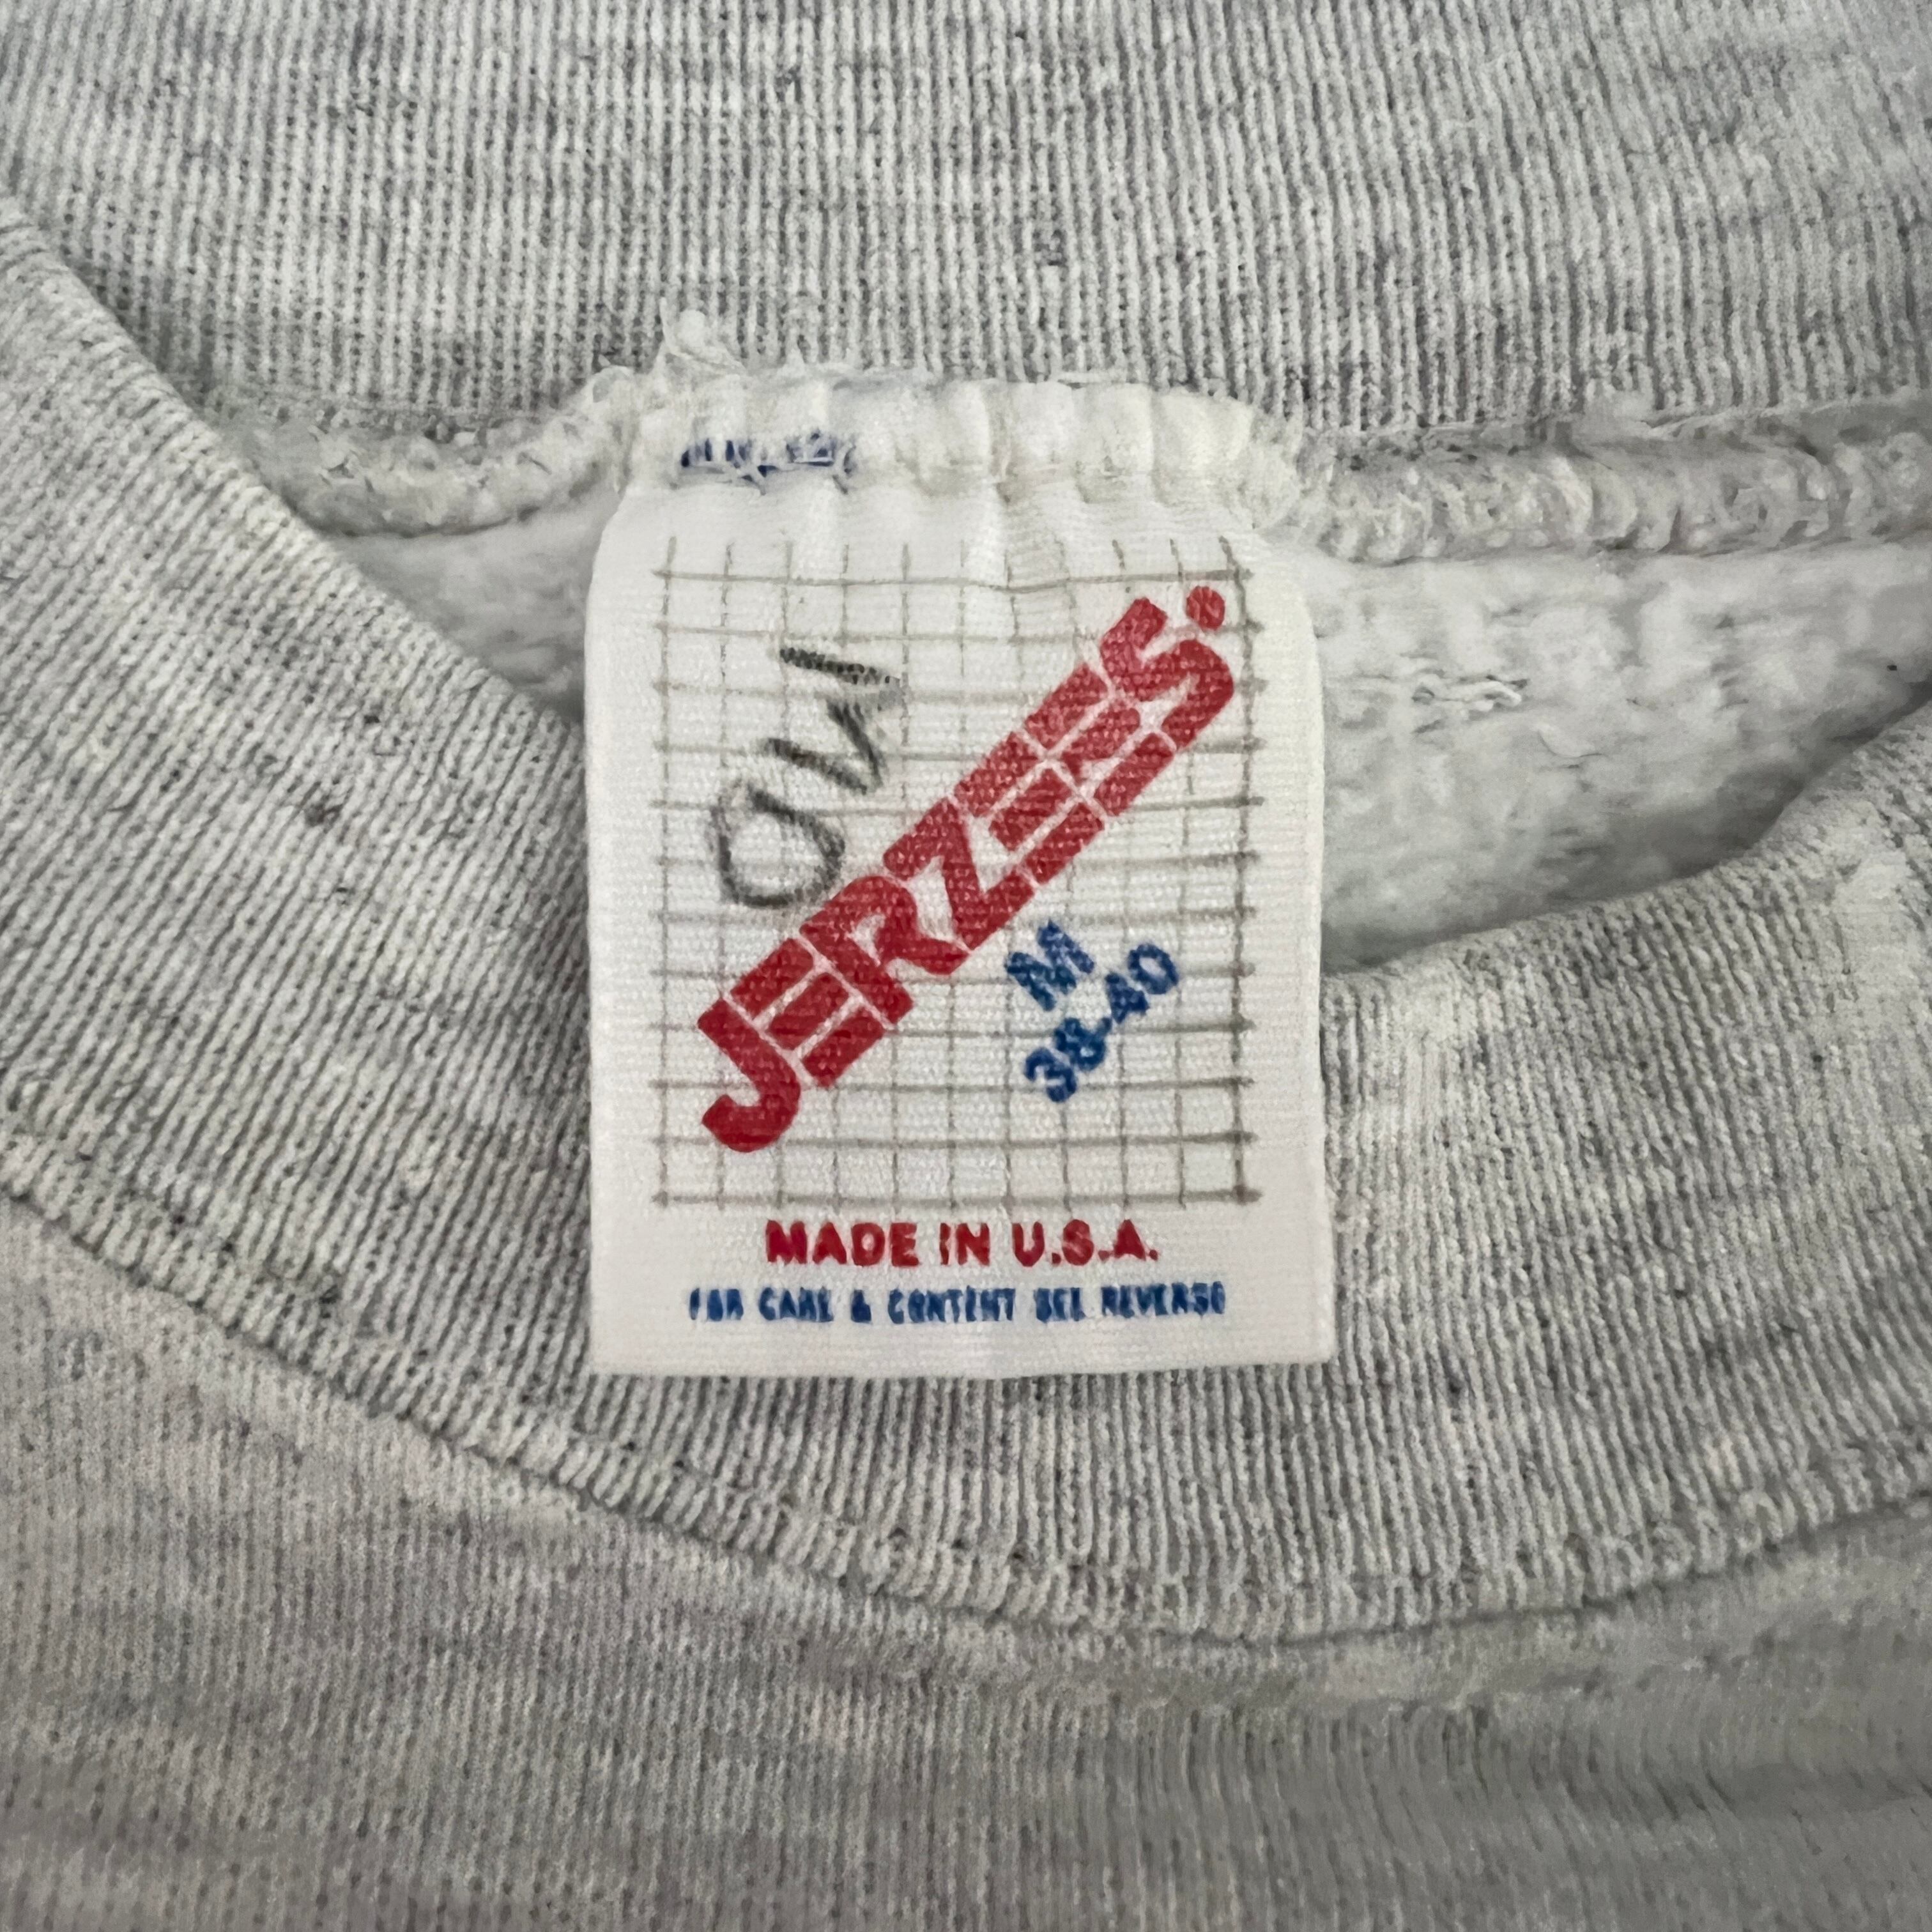 JERZEES.
M
38-40
MADE IN U.S.A.
FOR CARE & CONTENT SEE REVERSE